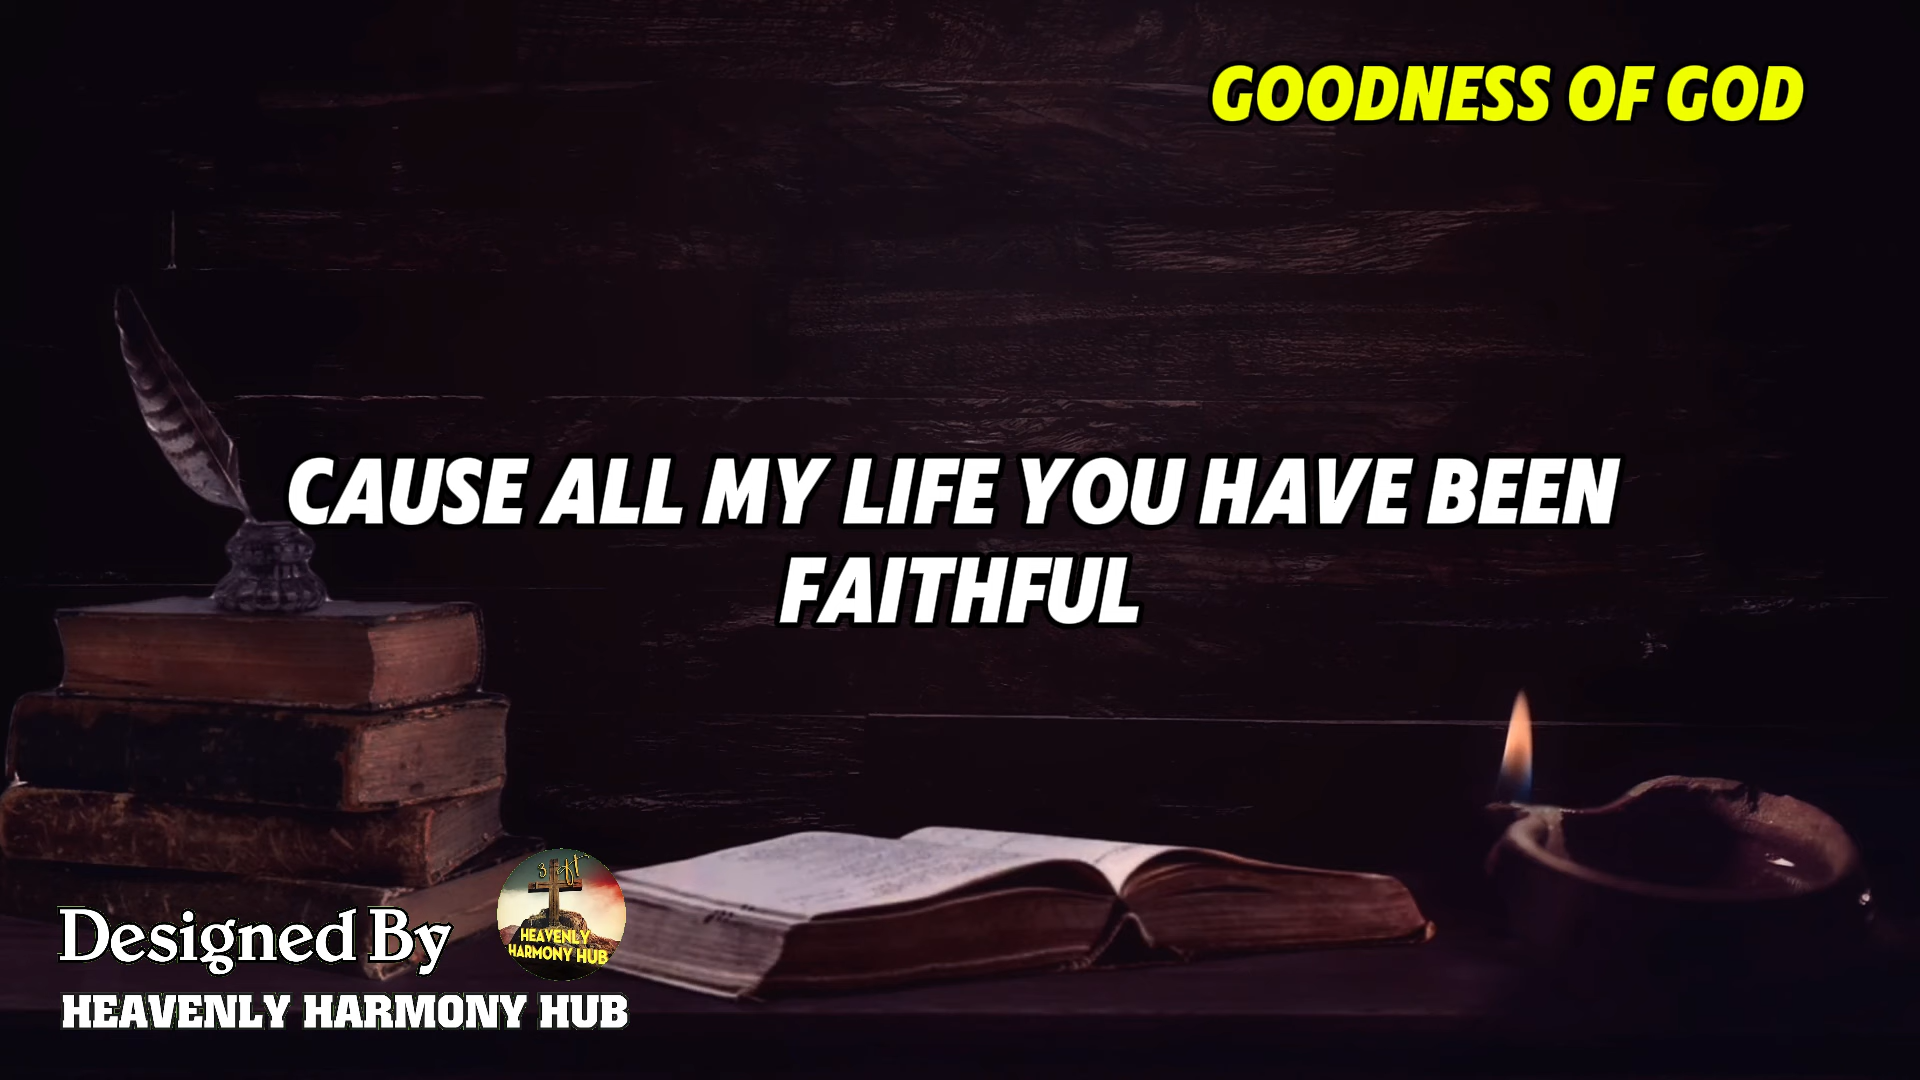 GOODNESS OF GOD
CAUSE ALL MY LIFE YOU HAVE BEEN
FAITHFUL
Designed By
HEAVENLY
HARMONY HUB
HEAVENLY HARMONY HUB